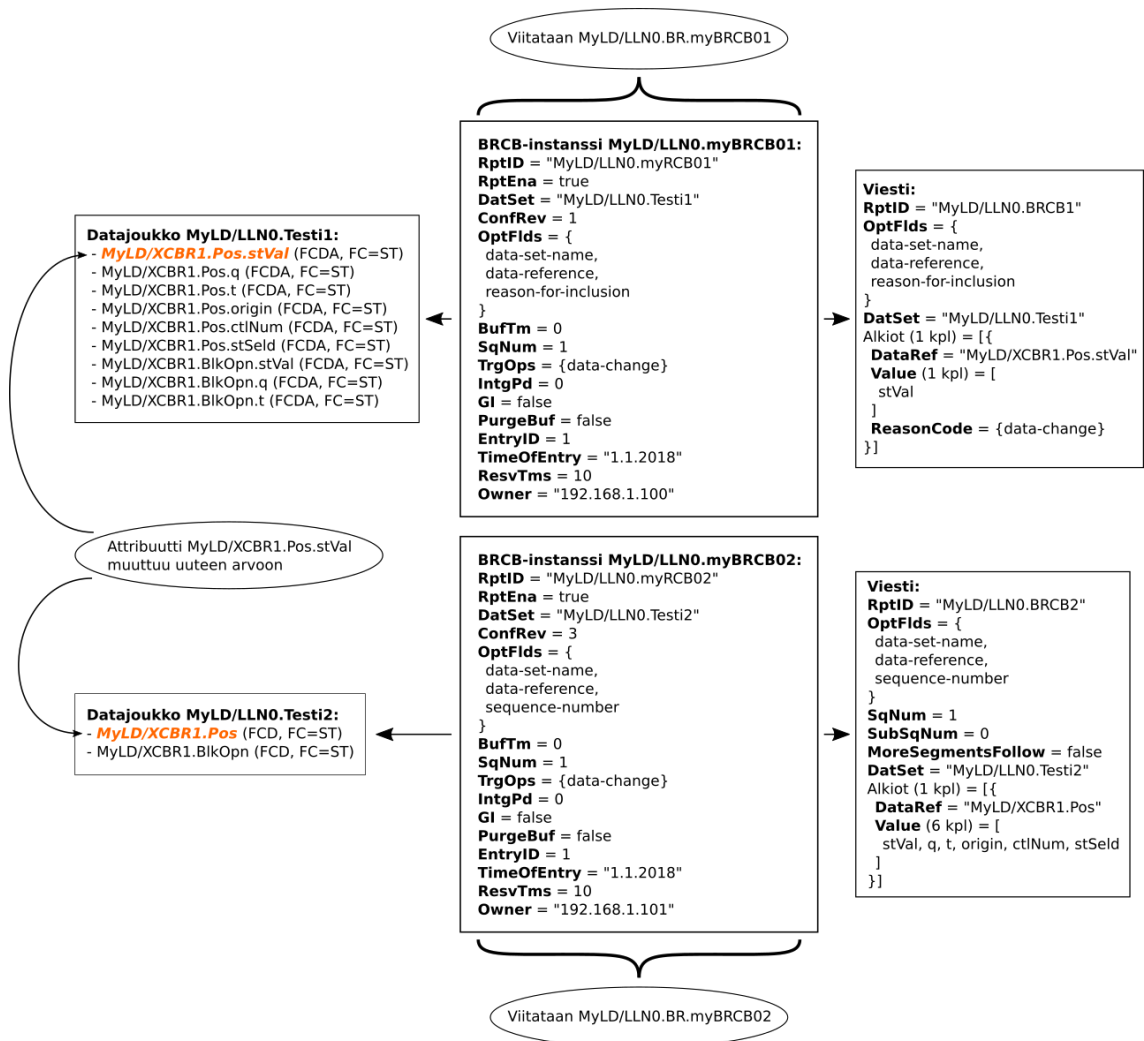 Viitataan MyLD/LLN0.BR.myBRCB01
BRCB-instanssi MyLD/LLN0.myBRCB01:
RptID = "MyLD/LLN0.myRCB01"
RptEna = true
DatSet = "MyLD/LLN0.Testi1"
ConfRev = 1
OptFlds = {
data-set-name,
data-reference,
reason-for-inclusion
}
BufTm = 0
SqNum = 1
TrgOps = {data-change}
IntgPd = 0
GI = false
PurgeBuf = false
EntryID = 1
TimeOfEntry = "1.1.2018"
ResvTms = 10
Owner = "192.168.1.100"
Datajoukko MyLD/LLN0.Testi1:
- MyLD/XCBR1.Pos.stVal (FCDA, FC=ST)
- MyLD/XCBR1.Pos.q (FCDA, FC=ST)
- MyLD/XCBR1.Pos.t (FCDA, FC=ST)
- MyLD/XCBR1.Pos.origin (FCDA, FC=ST)
- MyLD/XCBR1.Pos.ctlNum (FCDA, FC=ST)
- MyLD/XCBR1.Pos.stSeld (FCDA, FC=ST)
- MyLD/XCBR1.BlkOpn.stVal (FCDA, FC=ST)
- MyLD/XCBR1.BlkOpn.q (FCDA, FC=ST)
- MyLD/XCBR1.BlkOpn.t (FCDA, FC=ST)
Viesti:
RptID = "MyLD/LLN0.BRCB1"
OptFlds = {
data-set-name,
data-reference,
reason-for-inclusion
}
DatSet = "MyLD/LLN0.Testi1"
Alkiot (1 kpl) = [{
DataRef = "MyLD/XCBR1.Pos.stVal"
Value (1 kpl) = [
stVal
]
ReasonCode = {data-change}
}]
Attribuutti MyLD/XCBR1.Pos.stVal
muuttuu uuteen arvoon
BRCB-instanssi MyLD/LLN0.myBRCB02:
RptID = "MyLD/LLN0.myRCB02"
RptEna = true
DatSet = "MyLD/LLN0.Testi2"
ConfRev = 3
OptFlds = {
data-set-name,
data-reference,
sequence-number
}
BufTm = 0
SqNum = 1
TrgOps = {data-change}
IntgPd = 0
GI = false
PurgeBuf = false
EntryID = 1
TimeOfEntry = "1.1.2018"
ResvTms = 10
Owner = "192.168.1.101"
Datajoukko MyLD/LLN0.Testi2:
- MyLD/XCBR1.Pos (FCD, FC=ST)
- MyLD/XCBR1.BlkOpn (FCD, FC=ST)
Viesti:
RptID = "MyLD/LLN0.BRCB2"
OptFlds = {
data-set-name,
data-reference,
sequence-number
}
SqNum = 1
SubSqNum = 0
MoreSegmentsFollow = false
DatSet = "MyLD/LLN0.Testi2"
Alkiot (1 kpl) = [{
DataRef = "MyLD/XCBR1.Pos"
Value (6 kpl) = [
stVal, q, t, origin, ctlNum, stSeld
]
}]
Viitataan MyLD/LLN0.BR.myBRCB02